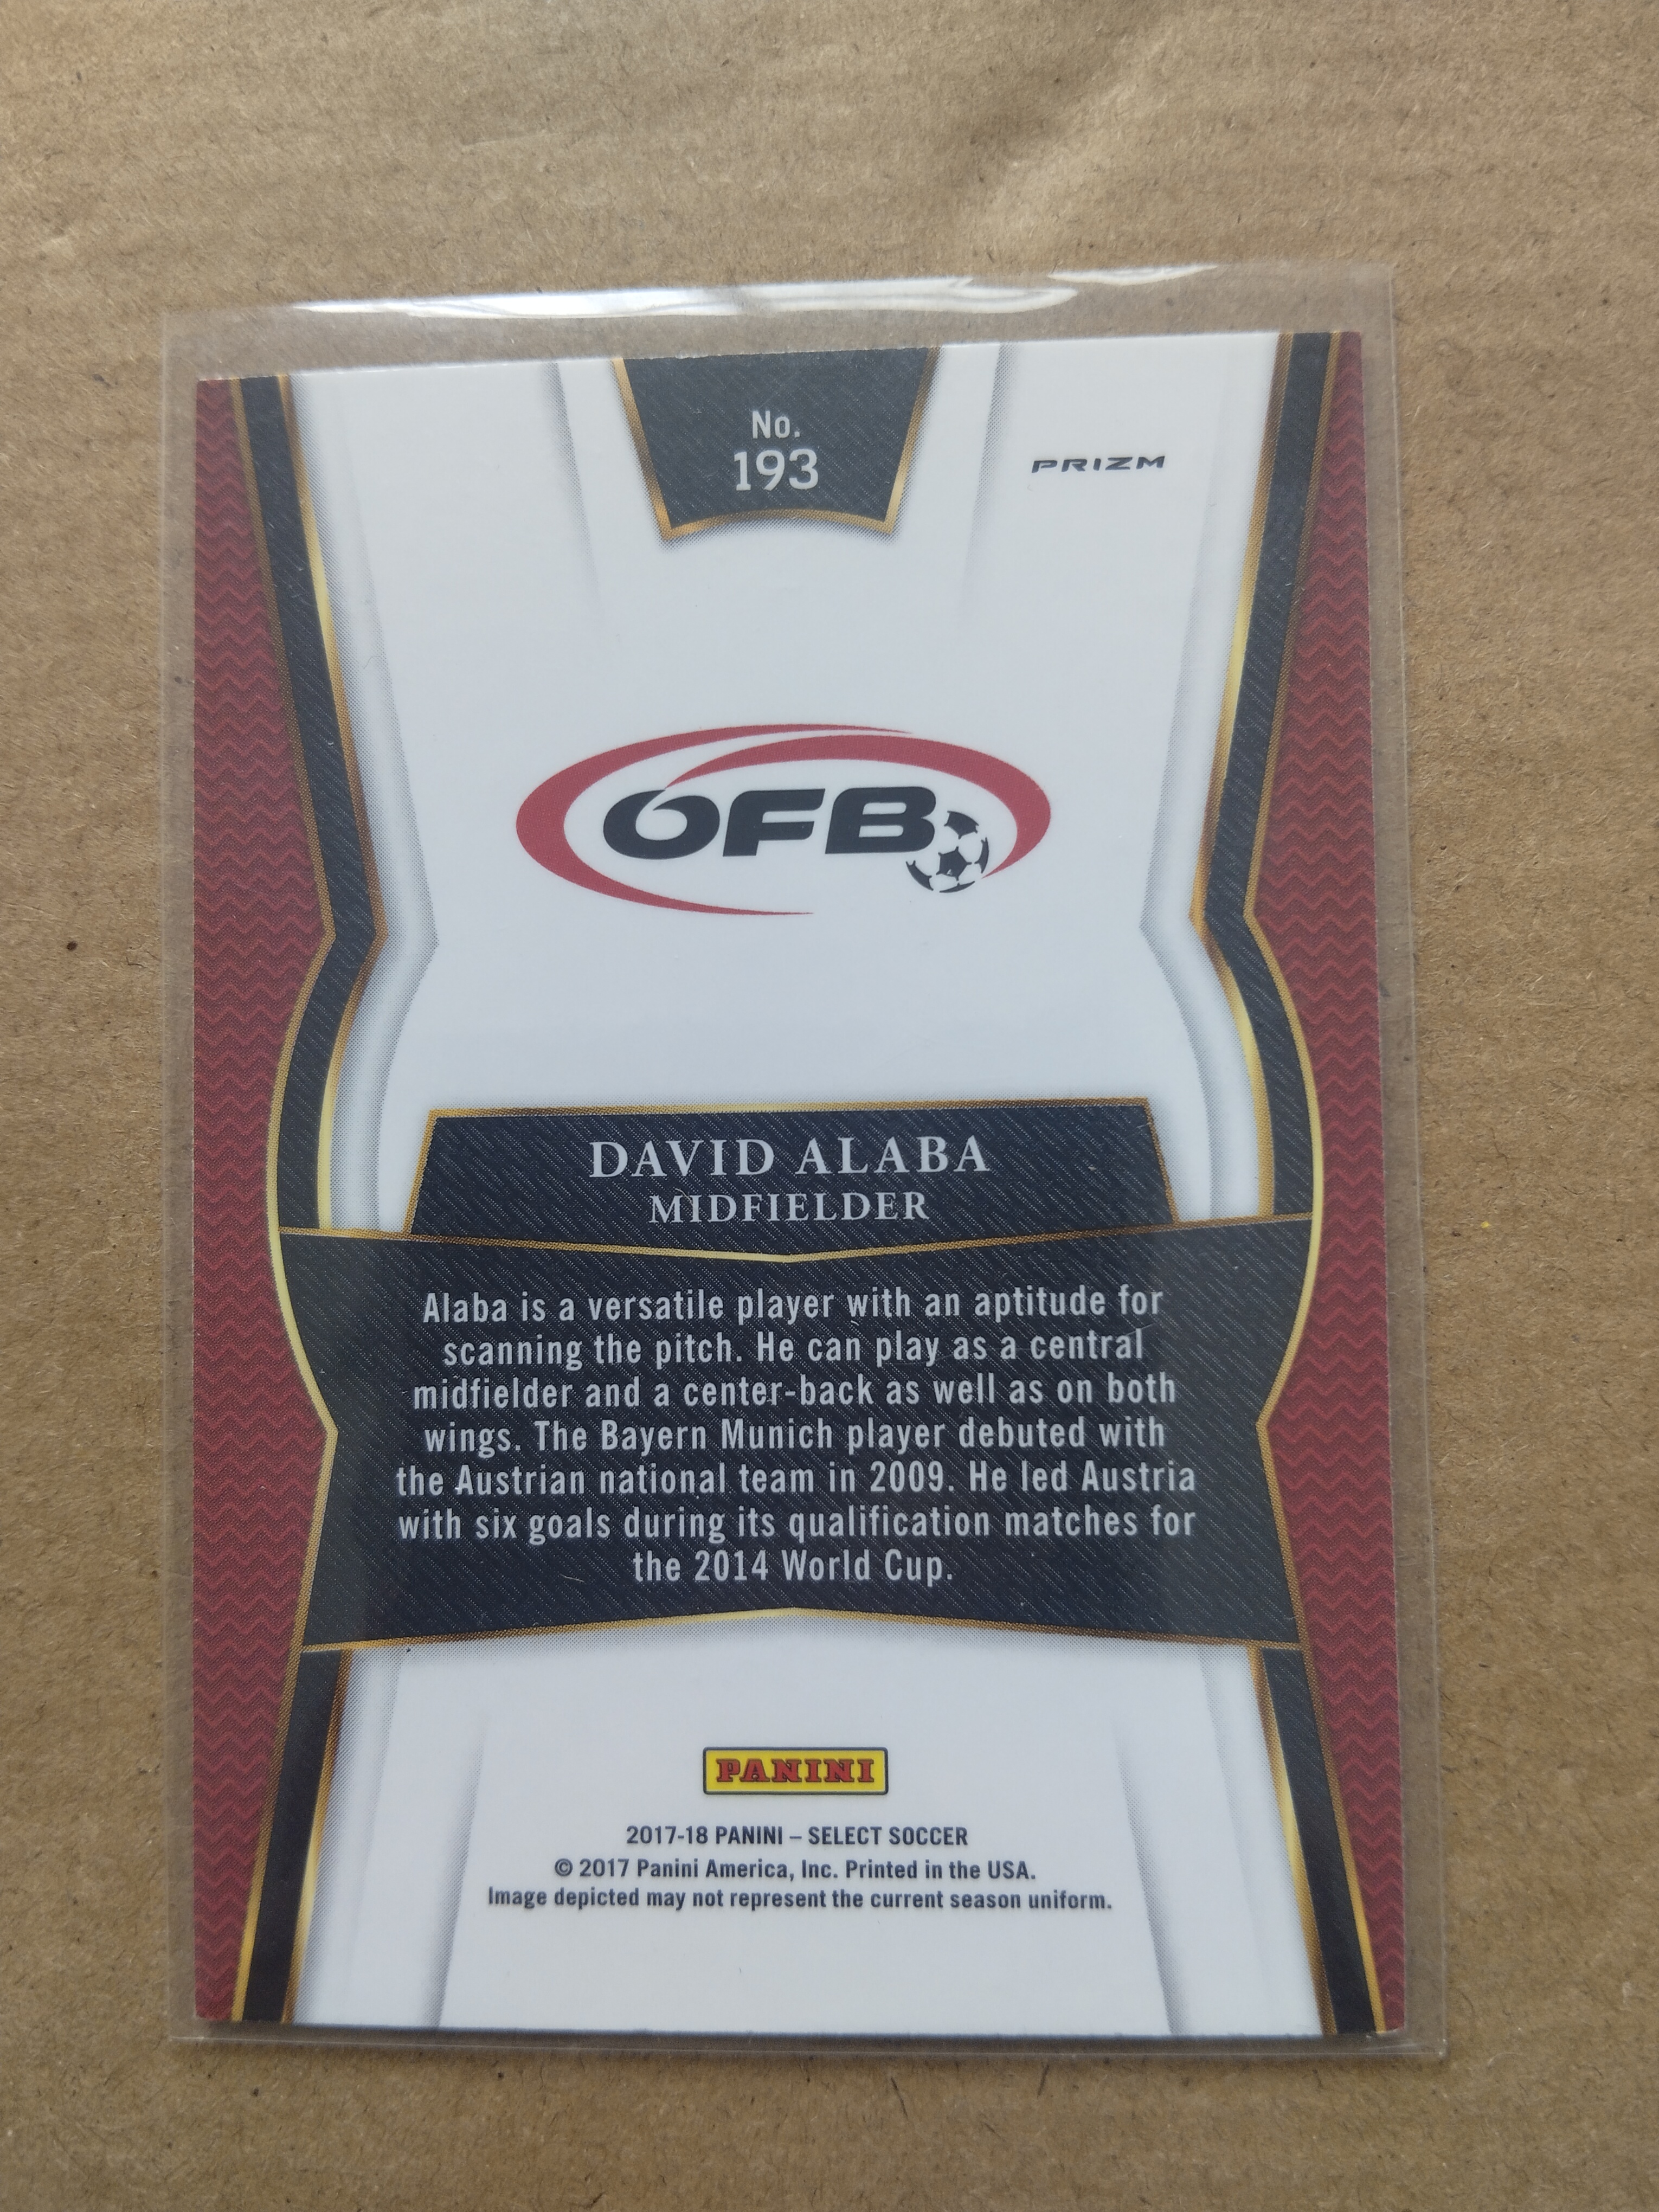 No.
193
PRIZM
ÖFB
DAVID ALABA
MIDFIELDER
Alaba is a versatile player with an aptitude for
scanning the pitch. He can play as a central
midfielder and a center-back as well as on both
wings. The Bayern Munich player debuted with
the Austrian national team in 2009. He led Austria
with six goals during its qualification matches for
the 2014 World Cup.
PANINI
2017-18 PANINI – SELECT SOCCER
© 2017 Panini America, Inc. Printed in the USA.
Image depicted may not represent the current season uniform.